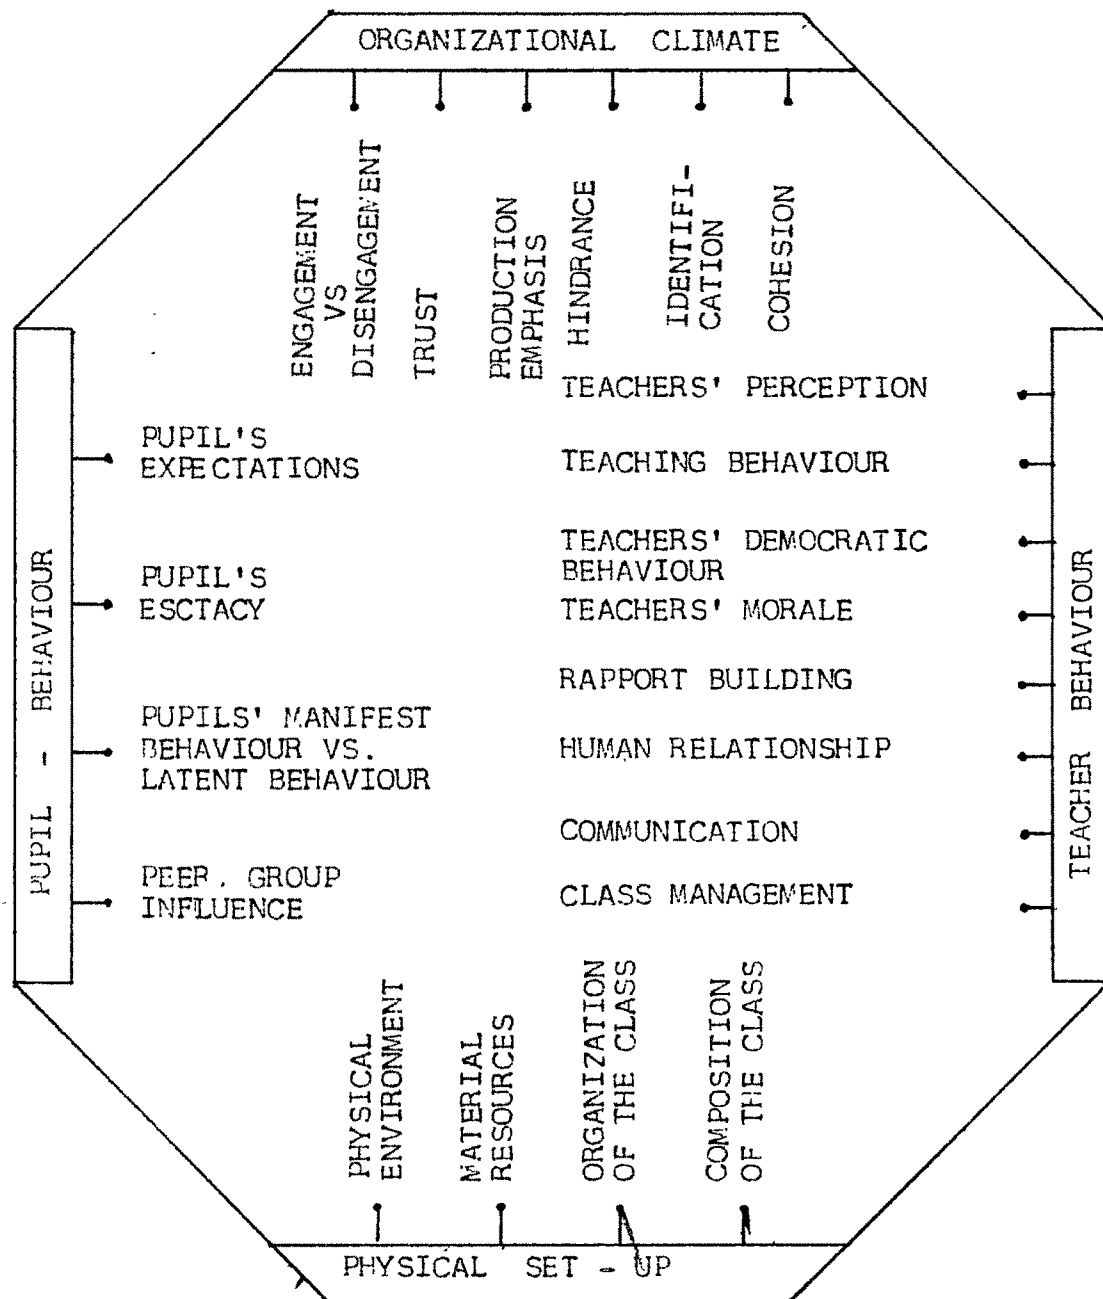 ORGANIZATIONAL CLIMATE
ENGAGEMENT
VS
DISENGAGEMENT
TRUST
PRODUCTION
EMPHASIS
HINDRANCE
IDENTIFI-
CATION
COHESION
PUPIL - BEHAVIOUR
PUPIL'S
EXPECTATIONS
PUPIL'S
ESCTACY
PUPILS' MANIFEST
BEHAVIOUR VS.
LATENT BEHAVIOUR
PEER. GROUP
INFLUENCE
TEACHERS' PERCEPTION
TEACHING BEHAVIOUR
TEACHERS' DEMOCRATIC
BEHAVIOUR
TEACHERS' MORALE
RAPPORT BUILDING
HUMAN RELATIONSHIP
COMMUNICATION
CLASS MANAGEMENT
TEACHER BEHAVIOUR
PHYSICAL
ENVIRONMENT
MATERIAL
RESOURCES
ORGANIZATION
OF THE CLASS
COMPOSITION
OF THE CLASS
PHYSICAL SET - UP